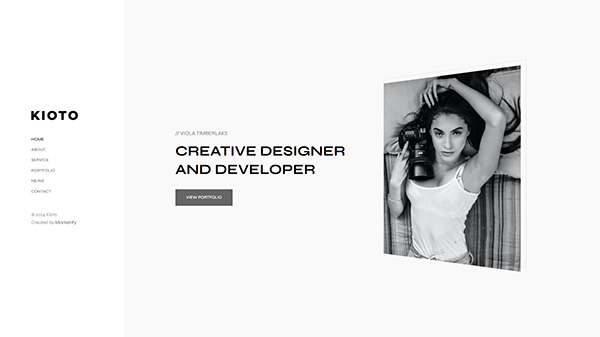 KIOTO
HOME
ABOUT
SERVICE
PORTFOLIO
NEWS
CONTACT
© 2024 Kioto.
Created by Marketify.
// VIOLA TIMBERLAKE
CREATIVE DESIGNER
AND DEVELOPER
VIEW PORTFOLIO